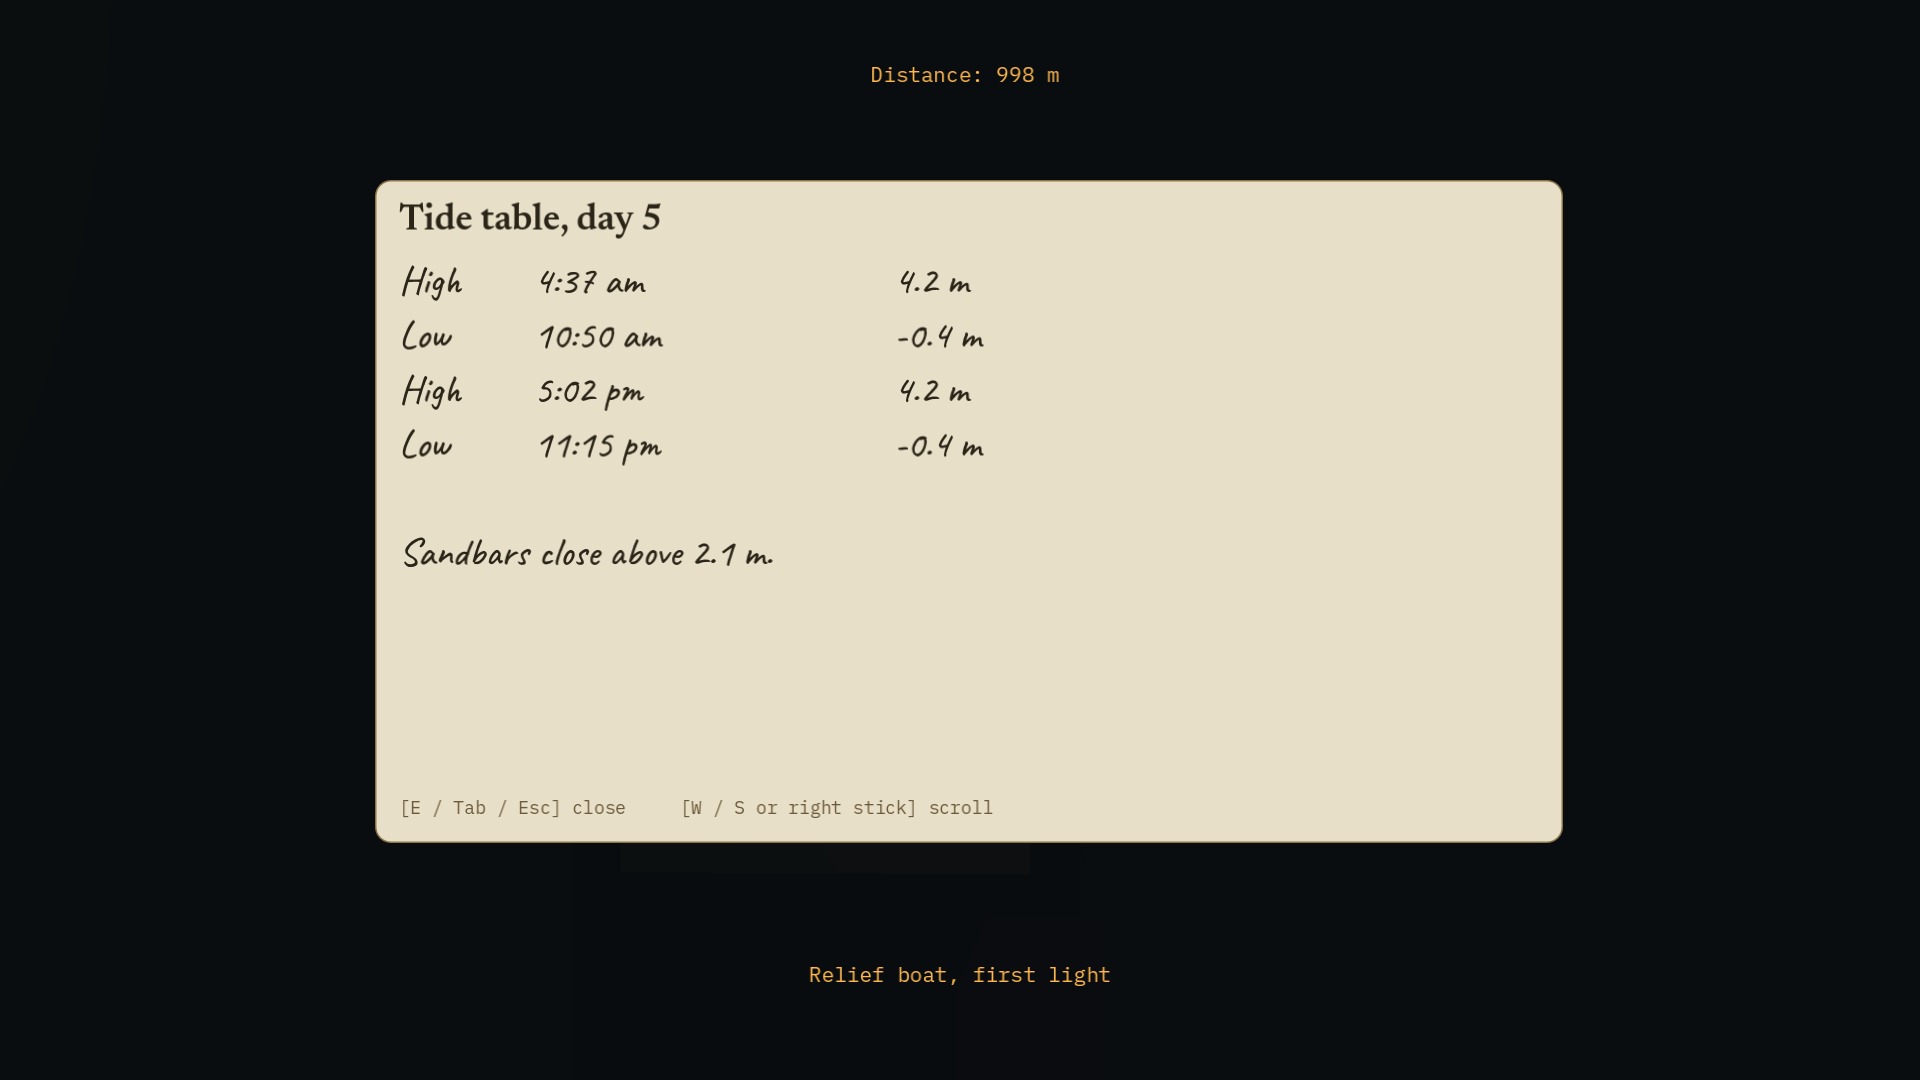 Distance: 998 m
Tide table, day 5
High 4:37 am 4.2 m
Low 10:50 am -0.4 m
High 5:02 pm 4.2 m
Low 11:15 pm -0.4 m
Sandbars close above 2.1 m.
[E / Tab / Esc] close [W / S or right stick] scroll
Relief boat, first light